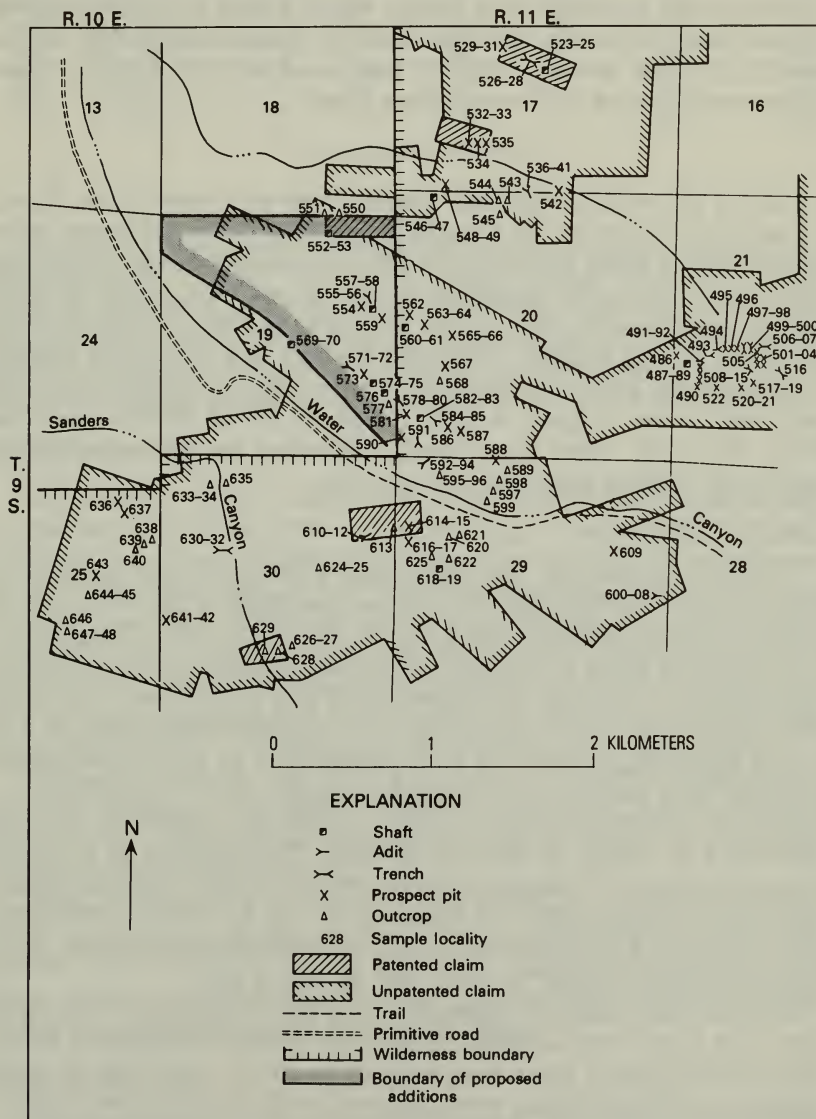 R. 10 E. R. 11 E.
529–31 523–25
526–28
13 18 17 16
532–33
535
534
536–41
544 543
542
551 550 545
546–47
548–49
552–53
21
557–58
555–56
554 562
563–64
559
20
495 496
497–98
494 499–500
491–92 493 506–07
24 19 569–70
560–61 565–66
486 505 501–04
487–89 516
571–72 567
573 568
508–15 517–19
574–75
490 522 520–21
576 582–83
577 578–80
Sanders Water
581 584–85
591
586 587
590 588
T.
9
S.
592–94 589
595–96 598
597
599
633–34 635
636 637
Canyon
Canyon
638
639
640
610–12 614–15
613 621
616–17 620
609 28
630–32
643
25
30 624–25 625 622 29
618–19
644–45
600–08
646
647–48
641–42
629 626–27
628
0 1 2 KILOMETERS
EXPLANATION
N
Shaft
Adit
Trench
Prospect pit
Outcrop
628 Sample locality
Patented claim
Unpatented claim
Trail
Primitive road
Wilderness boundary
Boundary of proposed
additions